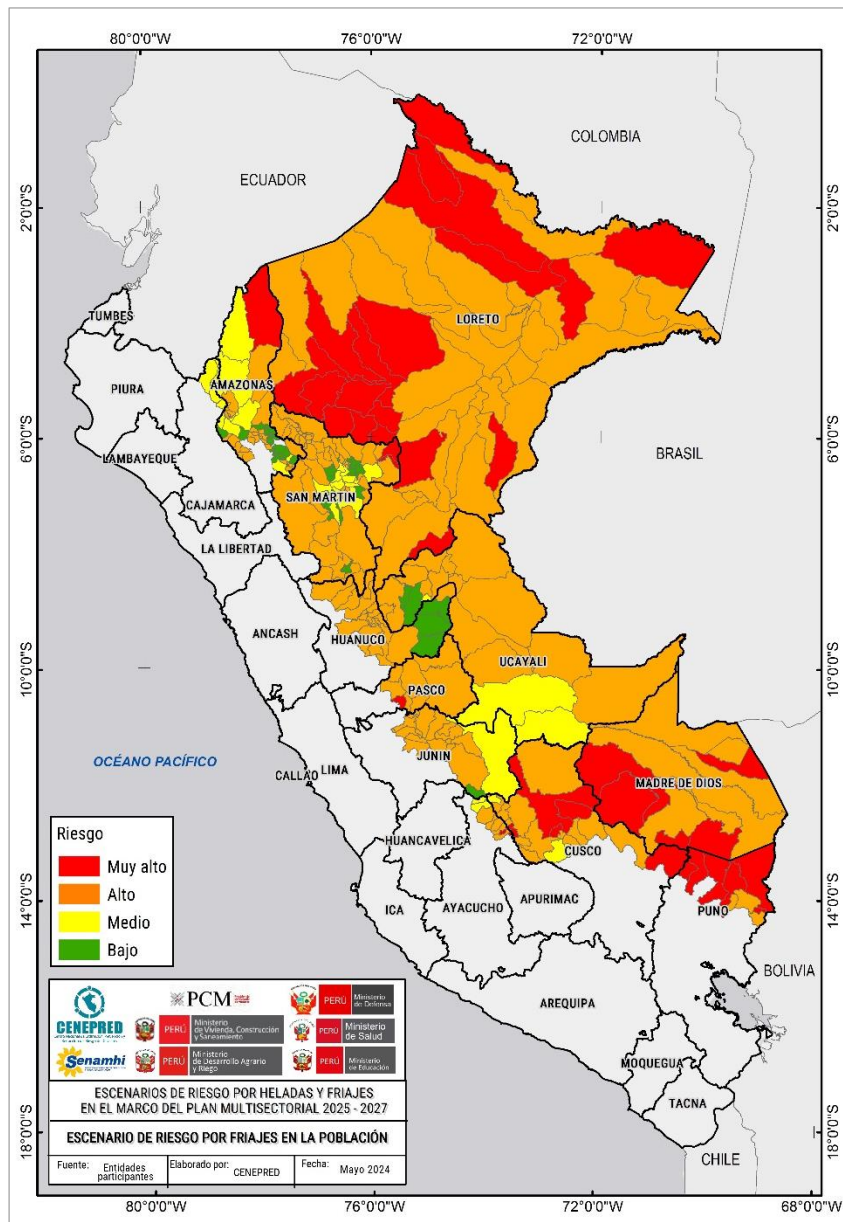 80°0'0"W
76°0'0"W
72°0'0"W
COLOMBIA
ECUADOR
2°0'0"S
2°0'0"S
LORETO
TUMBES
AMAZONAS
PIURA
6°0'0"S
6°0'0"S
BRASIL
LAMBAYEQUE
SAN MARTIN
CAJAMARCA
LA LIBERTAD
ANCASH
HUANUCO
UCAYALI
10°0'0"S
10°0'0"S
PASCO
OCÉANO PACÍFICO
JUNIN
LIMA
CALLAO
MADRE DE DIOS
HUANCAVELICA
CUSCO
Riesgo
Muy alto
Alto
Medio
Bajo
14°0'0"S
14°0'0"S
ICA
AYACUCHO
APURIMAC
PUNO
BOLIVIA
AREQUIPA
MOQUEGUA
TACNA
CHILE
18°0'0"S
18°0'0"S
CENEPRED
PCM
PERÚ
Ministerio
de Defensa
PERÚ
Ministerio
de Vivienda, Construcción
y Saneamiento
PERÚ
Ministerio
de Salud
Senamhi
PERÚ
Ministerio
de Desarrollo Agrario
y Riego
PERÚ
Ministerio
de Educación
ESCENARIOS DE RIESGO POR HELADAS Y FRIAJES
EN EL MARCO DEL PLAN MULTISECTORIAL 2025 - 2027
ESCENARIO DE RIESGO POR FRIAJES EN LA POBLACIÓN
Fuente: Entidades participantes
Elaborado por: CENEPRED
Fecha: Mayo 2024
80°0'0"W
76°0'0"W
72°0'0"W
68°0'0"W